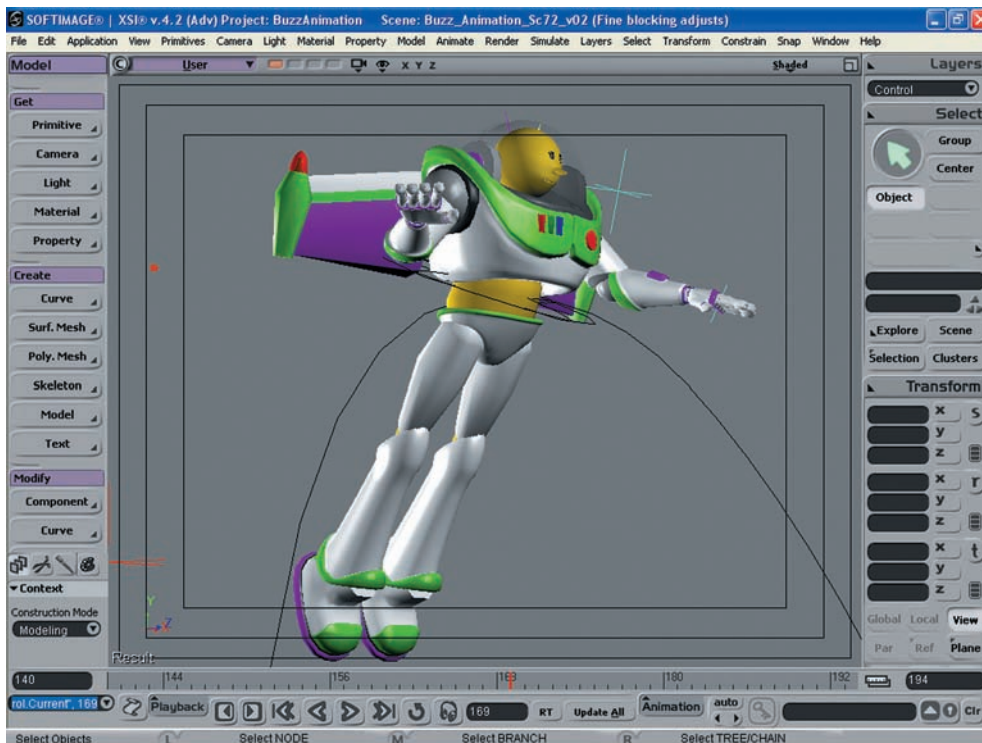 SOFTIMAGE® | XSI® v.4.2 (Adv) Project: BuzzAnimation Scene: Buzz_Animation_Sc72_v02 (Fine blocking adjusts)
File Edit Application View Primitives Camera Light Material Property Model Animate Render Simulate Layers Select Transform Constrain Snap Window Help
Model
C User X Y Z Shaded
Layers
Control
Get
Primitive
Camera
Light
Material
Property
Create
Curve
Surf. Mesh
Poly. Mesh
Skeleton
Model
Text
Modify
Component
Curve
Context
Construction Mode
Modeling
Y
Z
Result
Select
Group
Center
Object
Explore Scene
Selection Clusters
Transform
x s
y
z
x r
y
z
x t
y
z
Global Local View
Par Ref Plane
140 144 156 168 180 192 194
rol.Current", 169 Playback 169 RT Update All Animation auto Clr
Select Objects L Select NODE M Select BRANCH R Select TREE/CHAIN